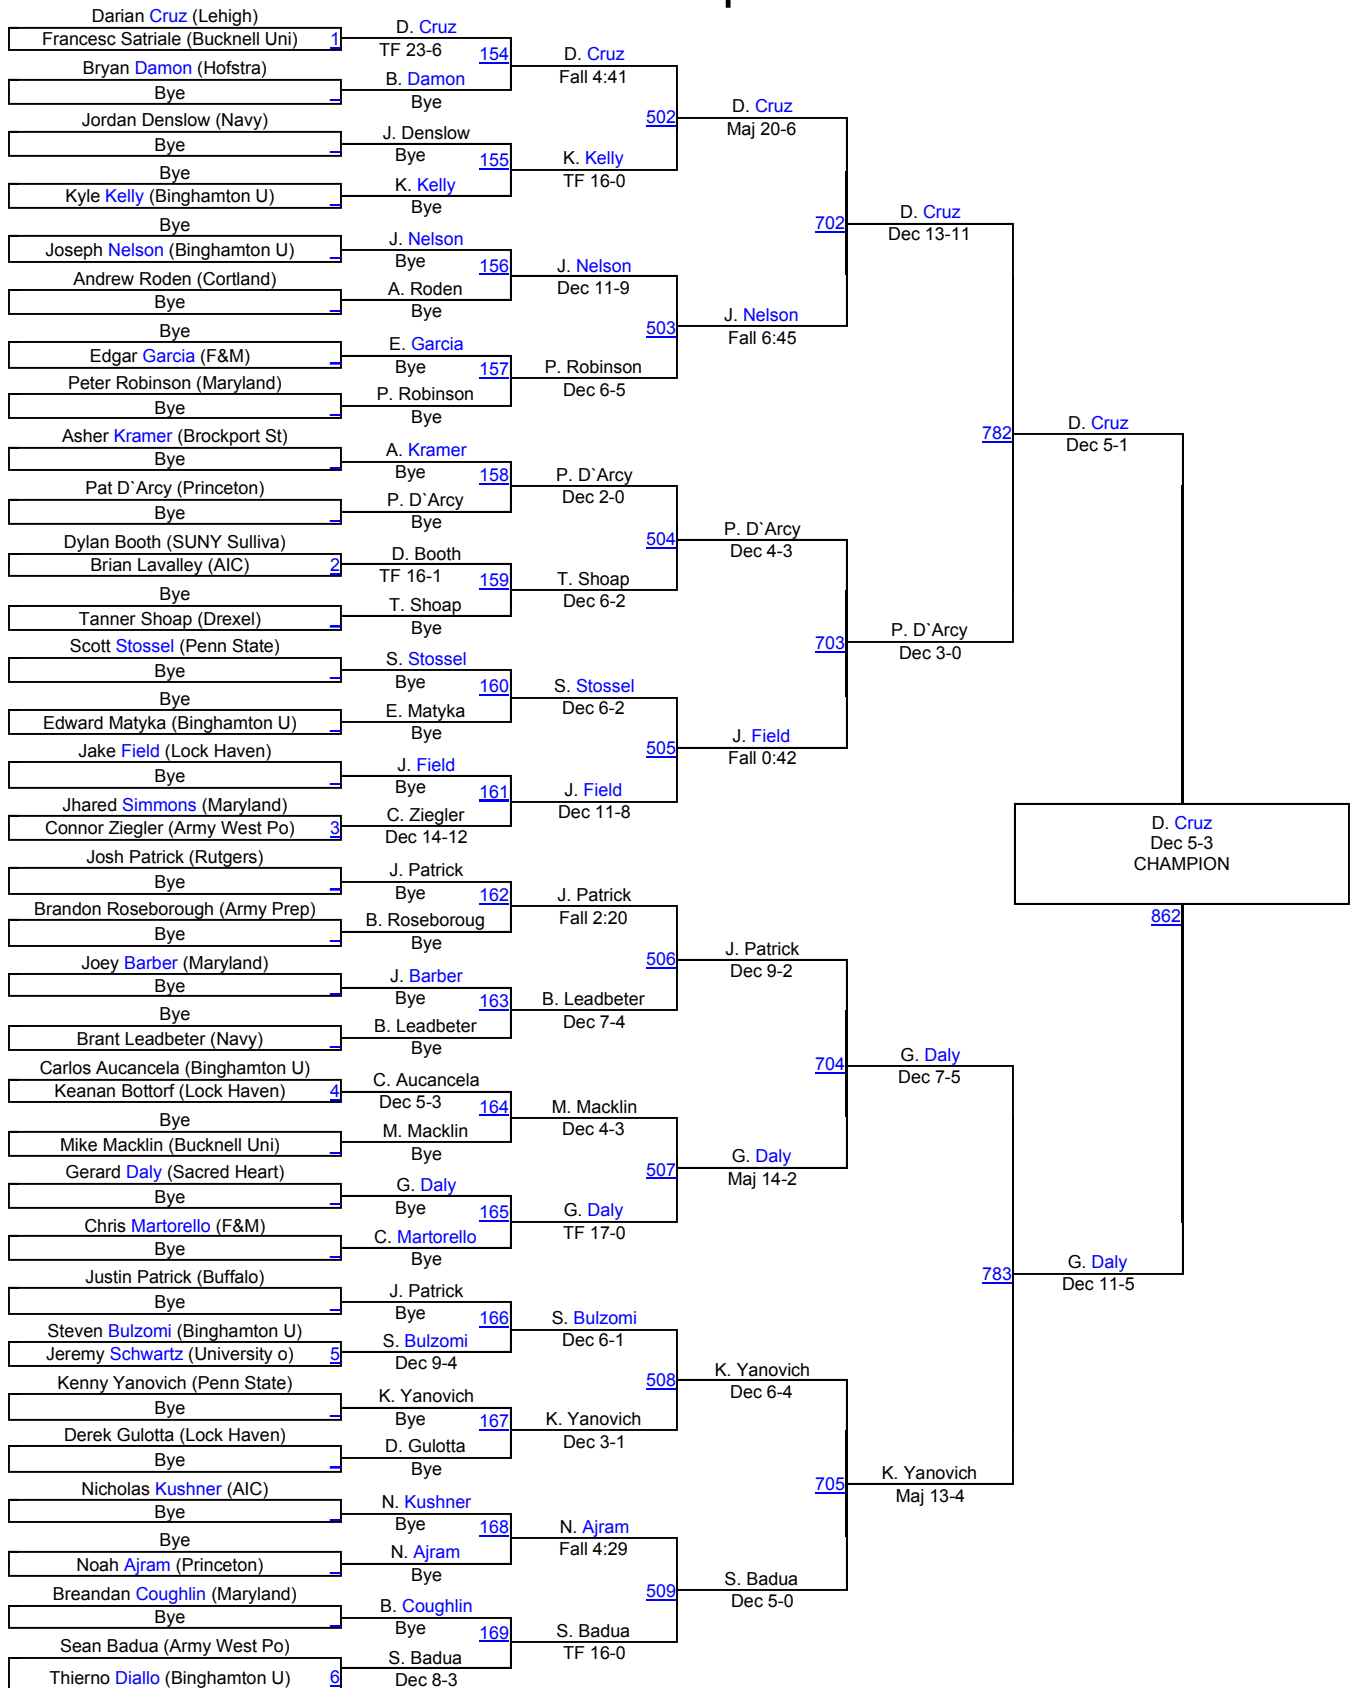 Darian Cruz (Lehigh)
Francesc Satriale (Bucknell Uni) 1
Bryan Damon (Hofstra)
Bye
Jordan Denslow (Navy)
Bye
Bye
Kyle Kelly (Binghamton U)
Bye
Joseph Nelson (Binghamton U)
Andrew Roden (Cortland)
Bye
Bye
Edgar Garcia (F&M)
Peter Robinson (Maryland)
Bye
Asher Kramer (Brockport St)
Bye
Pat D`Arcy (Princeton)
Bye
Dylan Booth (SUNY Sulliva)
Brian Lavalley (AIC) 2
Bye
Tanner Shoap (Drexel)
Scott Stossel (Penn State)
Bye
Bye
Edward Matyka (Binghamton U)
Jake Field (Lock Haven)
Bye
Jhared Simmons (Maryland)
Connor Ziegler (Army West Po) 3
Josh Patrick (Rutgers)
Bye
Brandon Roseborough (Army Prep)
Bye
Joey Barber (Maryland)
Bye
Bye
Brant Leadbeter (Navy)
Carlos Aucancela (Binghamton U)
Keanan Bottorf (Lock Haven) 4
Bye
Mike Macklin (Bucknell Uni)
Gerard Daly (Sacred Heart)
Bye
Chris Martorello (F&M)
Bye
Justin Patrick (Buffalo)
Bye
Steven Bulzomi (Binghamton U)
Jeremy Schwartz (University o) 5
Kenny Yanovich (Penn State)
Bye
Derek Gulotta (Lock Haven)
Bye
Nicholas Kushner (AIC)
Bye
Bye
Noah Ajram (Princeton)
Breandan Coughlin (Maryland)
Bye
Sean Badua (Army West Po)
Thierno Diallo (Binghamton U) 6
D. Cruz
TF 23-6
154
B. Damon
Bye
J. Denslow
Bye
155
K. Kelly
Bye
J. Nelson
Bye
156
A. Roden
Bye
E. Garcia
Bye
157
P. Robinson
Bye
A. Kramer
Bye
158
P. D`Arcy
Bye
D. Booth
TF 16-1
159
T. Shoap
Bye
S. Stossel
Bye
160
E. Matyka
Bye
J. Field
Bye
161
C. Ziegler
Dec 14-12
J. Patrick
Bye
162
B. Roseboroug
Bye
J. Barber
Bye
163
B. Leadbeter
Bye
C. Aucancela
Dec 5-3
164
M. Macklin
Bye
G. Daly
Bye
165
C. Martorello
Bye
J. Patrick
Bye
166
S. Bulzomi
Dec 9-4
K. Yanovich
Bye
167
D. Gulotta
Bye
N. Kushner
Bye
168
N. Ajram
Bye
B. Coughlin
Bye
169
S. Badua
Dec 8-3
D. Cruz
Fall 4:41
502
K. Kelly
TF 16-0
J. Nelson
Dec 11-9
503
P. Robinson
Dec 6-5
P. D`Arcy
Dec 2-0
504
T. Shoap
Dec 6-2
S. Stossel
Dec 6-2
505
J. Field
Dec 11-8
J. Patrick
Fall 2:20
506
B. Leadbeter
Dec 7-4
M. Macklin
Dec 4-3
507
G. Daly
TF 17-0
S. Bulzomi
Dec 6-1
508
K. Yanovich
Dec 3-1
N. Ajram
Fall 4:29
509
S. Badua
TF 16-0
D. Cruz
Maj 20-6
702
J. Nelson
Fall 6:45
P. D`Arcy
Dec 4-3
703
J. Field
Fall 0:42
J. Patrick
Dec 9-2
704
G. Daly
Maj 14-2
K. Yanovich
Dec 6-4
705
S. Badua
Dec 5-0
D. Cruz
Dec 13-11
782
P. D`Arcy
Dec 3-0
G. Daly
Dec 7-5
783
K. Yanovich
Maj 13-4
D. Cruz
Dec 5-1
G. Daly
Dec 11-5
D. Cruz
Dec 5-3
CHAMPION
862